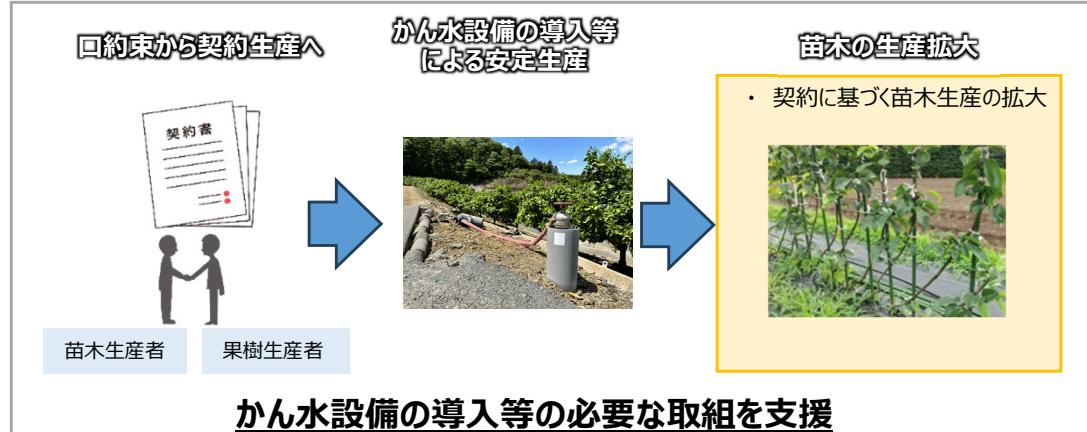 口約束から契約生産へ
かん水設備の導入等
による安定生産
苗木の生産拡大
・ 契約に基づく苗木生産の拡大
契約書
苗木生産者
果樹生産者
かん水設備の導入等の必要な取組を支援